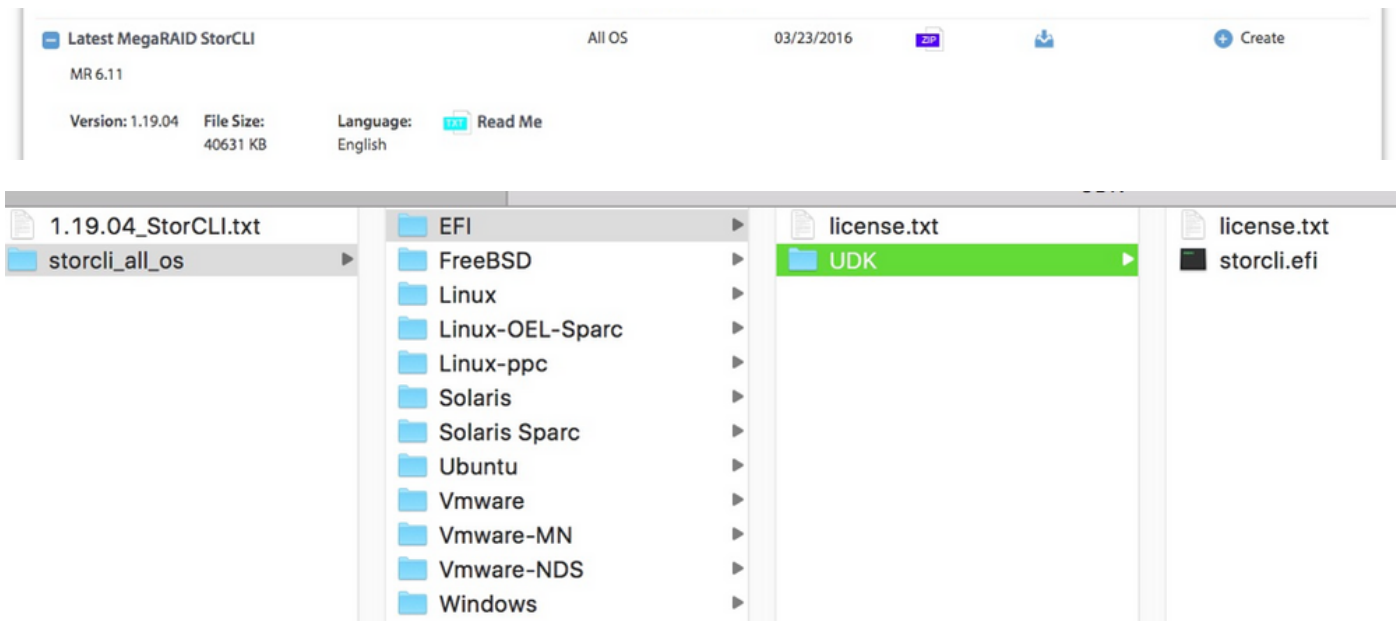 Latest MegaRAID StorCLI All OS 03/23/2016 ZIP Create
MR 6.11
Version: 1.19.04 File Size: Language: TXT Read Me
40631 KB English
1.19.04_StorCLI.txt
storcli_all_os
EFI
FreeBSD
Linux
Linux-OEL-Sparc
Linux-ppc
Solaris
Solaris Sparc
Ubuntu
Vmware
Vmware-MN
Vmware-NDS
Windows
license.txt
UDK
license.txt
storcli.efi